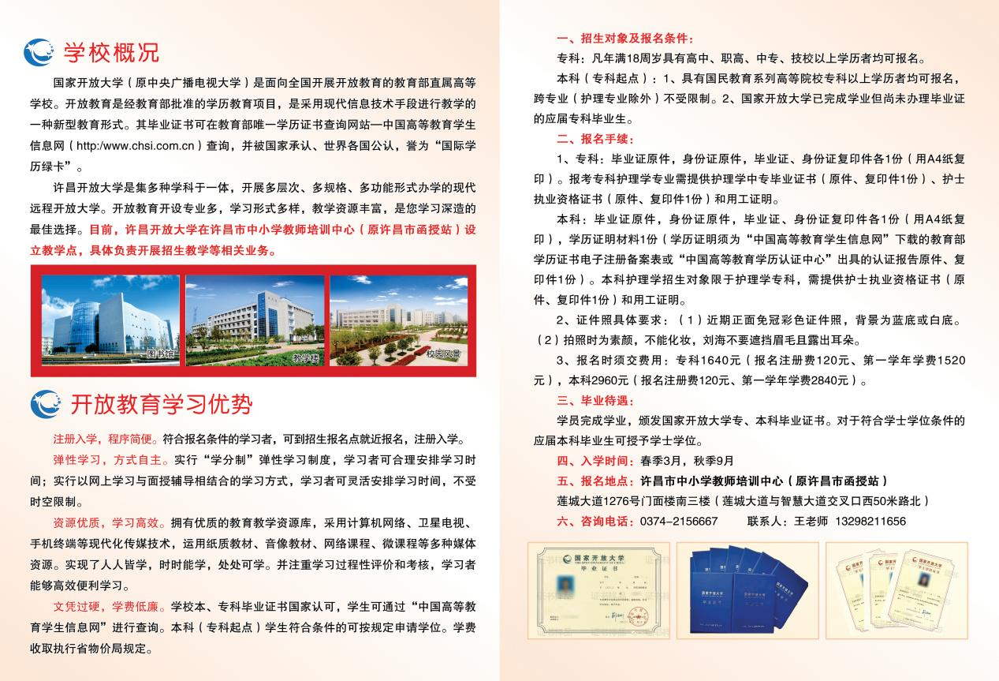 学校概况
国家开放大学（原中央广播电视大学）是面向全国开展开放教育的教育部直属高等
学校。开放教育是经教育部批准的学历教育项目，是采用现代信息技术手段进行教学的
一种新型教育形式。其毕业证书可在教育部唯一学历证书查询网站—中国高等教育学生
信息网（http:/www.chsi.com.cn）查询，并被国家承认、世界各国公认，誉为“国际学
历绿卡”。
许昌开放大学是集多种学科于一体，开展多层次、多规格、多功能形式办学的现代
远程开放大学。开放教育开设专业多，学习形式多样，教学资源丰富，是您学习深造的
最佳选择。目前，许昌开放大学在许昌市中小学教师培训中心（原许昌市函授站）设
立教学点，具体负责开展招生教学等相关业务。
图书馆
教学楼
校园风景
开放教育学习优势
注册入学，程序简便。符合报名条件的学习者，可到招生报名点就近报名，注册入学。
弹性学习，方式自主。实行“学分制”弹性学习制度，学习者可合理安排学习时
间；实行以网上学习与面授辅导相结合的学习方式，学习者可灵活安排学习时间，不受
时空限制。
资源优质，学习高效。拥有优质的教育教学资源库，采用计算机网络、卫星电视、
手机终端等现代化传媒技术，运用纸质教材、音像教材、网络课程、微课程等多种媒体
资源。实现了人人皆学，时时能学，处处可学。并注重学习过程性评价和考核，学习者
能够高效便利学习。
文凭过硬，学费低廉。学校本、专科毕业证书国家认可，学生可通过“中国高等教
育学生信息网”进行查询。本科（专科起点）学生符合条件的可按规定申请学位。学费
收取执行省物价局规定。
一、招生对象及报名条件：
专科：凡年满18周岁具有高中、职高、中专、技校以上学历者均可报名。
本科（专科起点）：1、具有国民教育系列高等院校专科以上学历者均可报名，
跨专业（护理专业除外）不受限制。2、国家开放大学已完成学业但尚未办理毕业证
的应届专科毕业生。
二、报名手续：
1、专科：毕业证原件，身份证原件，毕业证、身份证复印件各1份（用A4纸复
印）。报考专科护理学专业需提供护理学中专毕业证书（原件、复印件1份）、护士
执业资格证书（原件、复印件1份）和用工证明。
本科：毕业证原件，身份证原件，毕业证、身份证复印件各1份（用A4纸复
印），学历证明材料1份（学历证明须为“中国高等教育学生信息网”下载的教育部
学历证书电子注册备案表或“中国高等教育学历认证中心”出具的认证报告原件、复
印件1份）。本科护理学招生对象限于护理学专科，需提供护士执业资格证书（原
件、复印件1份）和用工证明。
2、证件照具体要求：（1）近期正面免冠彩色证件照，背景为蓝底或白底。
（2）拍照时为素颜，不能化妆，刘海不要遮挡眉毛且露出耳朵。
3、报名时须交费用：专科1640元（报名注册费120元、第一学年学费1520
元），本科2960元（报名注册费120元、第一学年学费2840元）。
三、毕业待遇：
学员完成学业，颁发国家开放大学专、本科毕业证书。对于符合学士学位条件的
应届本科毕业生可授予学士学位。
四、入学时间：春季3月，秋季9月
五、报名地点：许昌市中小学教师培训中心（原许昌市函授站）
莲城大道1276号门面楼南三楼（莲城大道与智慧大道交叉口西50米路北）
六、咨询电话：0374-2156667 联系人：王老师 13298211656
国家开放大学
毕业证书
国家开放大学
国家开放大学
国家开放大学